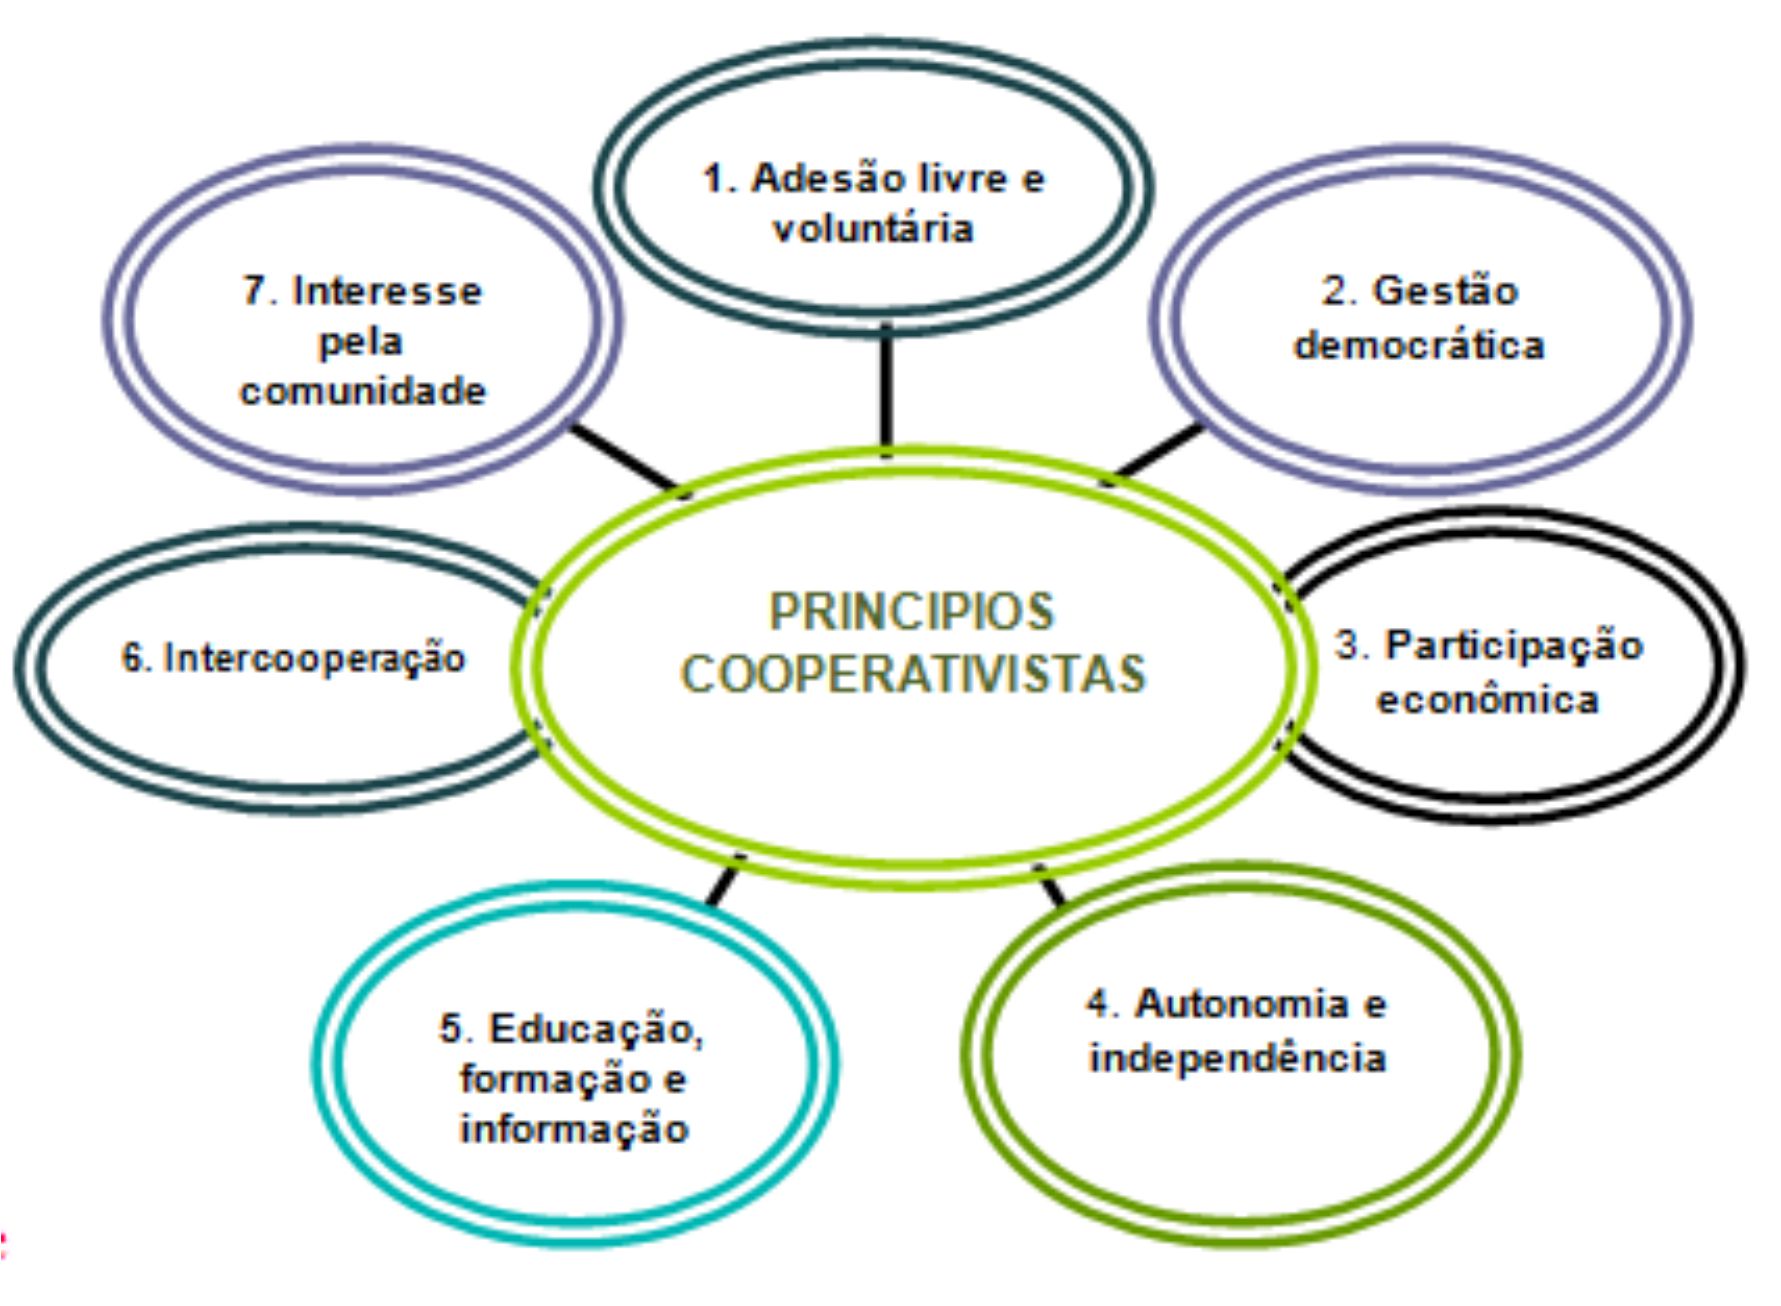 1. Adesão livre e
voluntária
2. Gestão
democrática
3. Participação
econômica
4. Autonomia e
independência
5. Educação,
formação e
informação
6. Intercooperação
7. Interesse
pela
comunidade
PRINCIPIOS
COOPERATIVISTAS